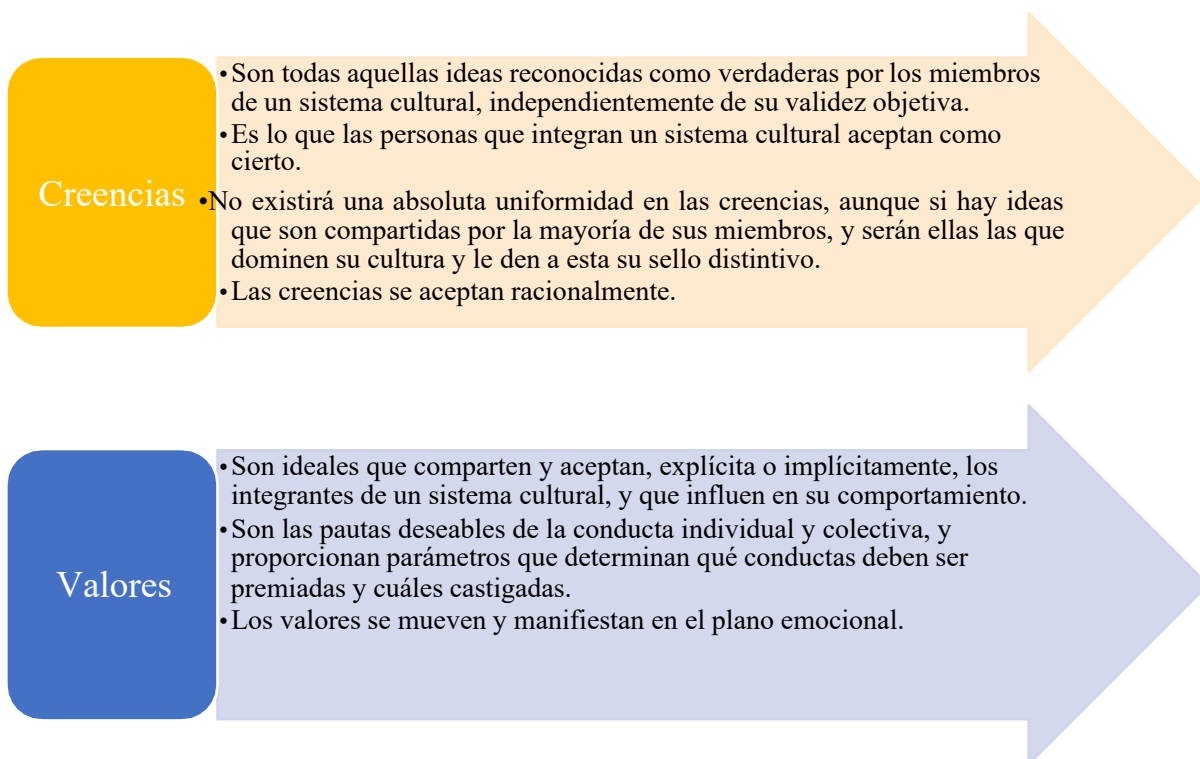 Creencias
•Son todas aquellas ideas reconocidas como verdaderas por los miembros
de un sistema cultural, independientemente de su validez objetiva.
•Es lo que las personas que integran un sistema cultural aceptan como
cierto.
•No existirá una absoluta uniformidad en las creencias, aunque si hay ideas
que son compartidas por la mayoría de sus miembros, y serán ellas las que
dominen su cultura y le den a esta su sello distintivo.
•Las creencias se aceptan racionalmente.
Valores
•Son ideales que comparten y aceptan, explícita o implícitamente, los
integrantes de un sistema cultural, y que influen en su comportamiento.
•Son las pautas deseables de la conducta individual y colectiva, y
proporcionan parámetros que determinan qué conductas deben ser
premiadas y cuáles castigadas.
•Los valores se mueven y manifiestan en el plano emocional.